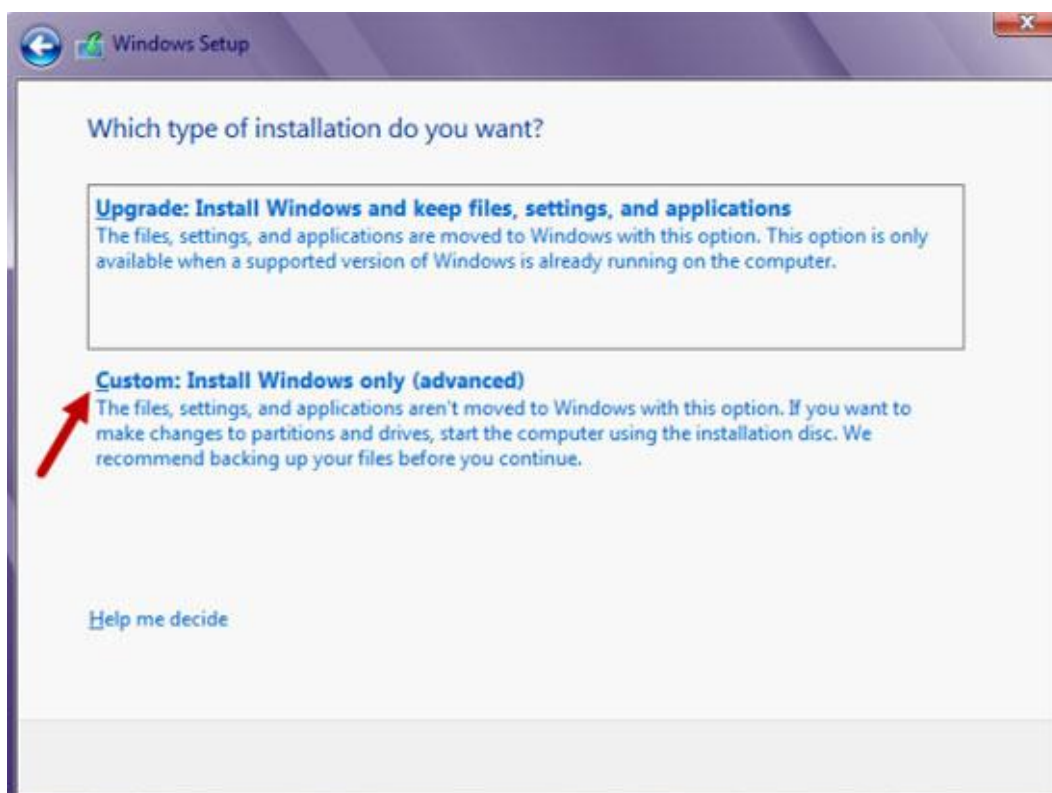 Windows Setup
Which type of installation do you want?
Upgrade: Install Windows and keep files, settings, and applications
The files, settings, and applications are moved to Windows with this option. This option is only
available when a supported version of Windows is already running on the computer.
Custom: Install Windows only (advanced)
The files, settings, and applications aren't moved to Windows with this option. If you want to
make changes to partitions and drives, start the computer using the installation disc. We
recommend backing up your files before you continue.
Help me decide